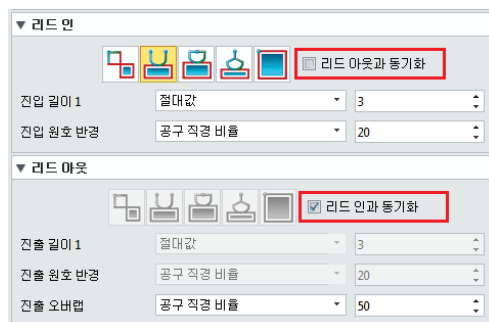 ▼ 리드 인
리드 아웃과 동기화
진입 길이 1 절대값 3
진입 원호 반경 공구 직경 비율 20
▼ 리드 아웃
리드 인과 동기화
진출 길이 1 절대값 3
진출 원호 반경 공구 직경 비율 20
진출 오버랩 공구 직경 비율 50